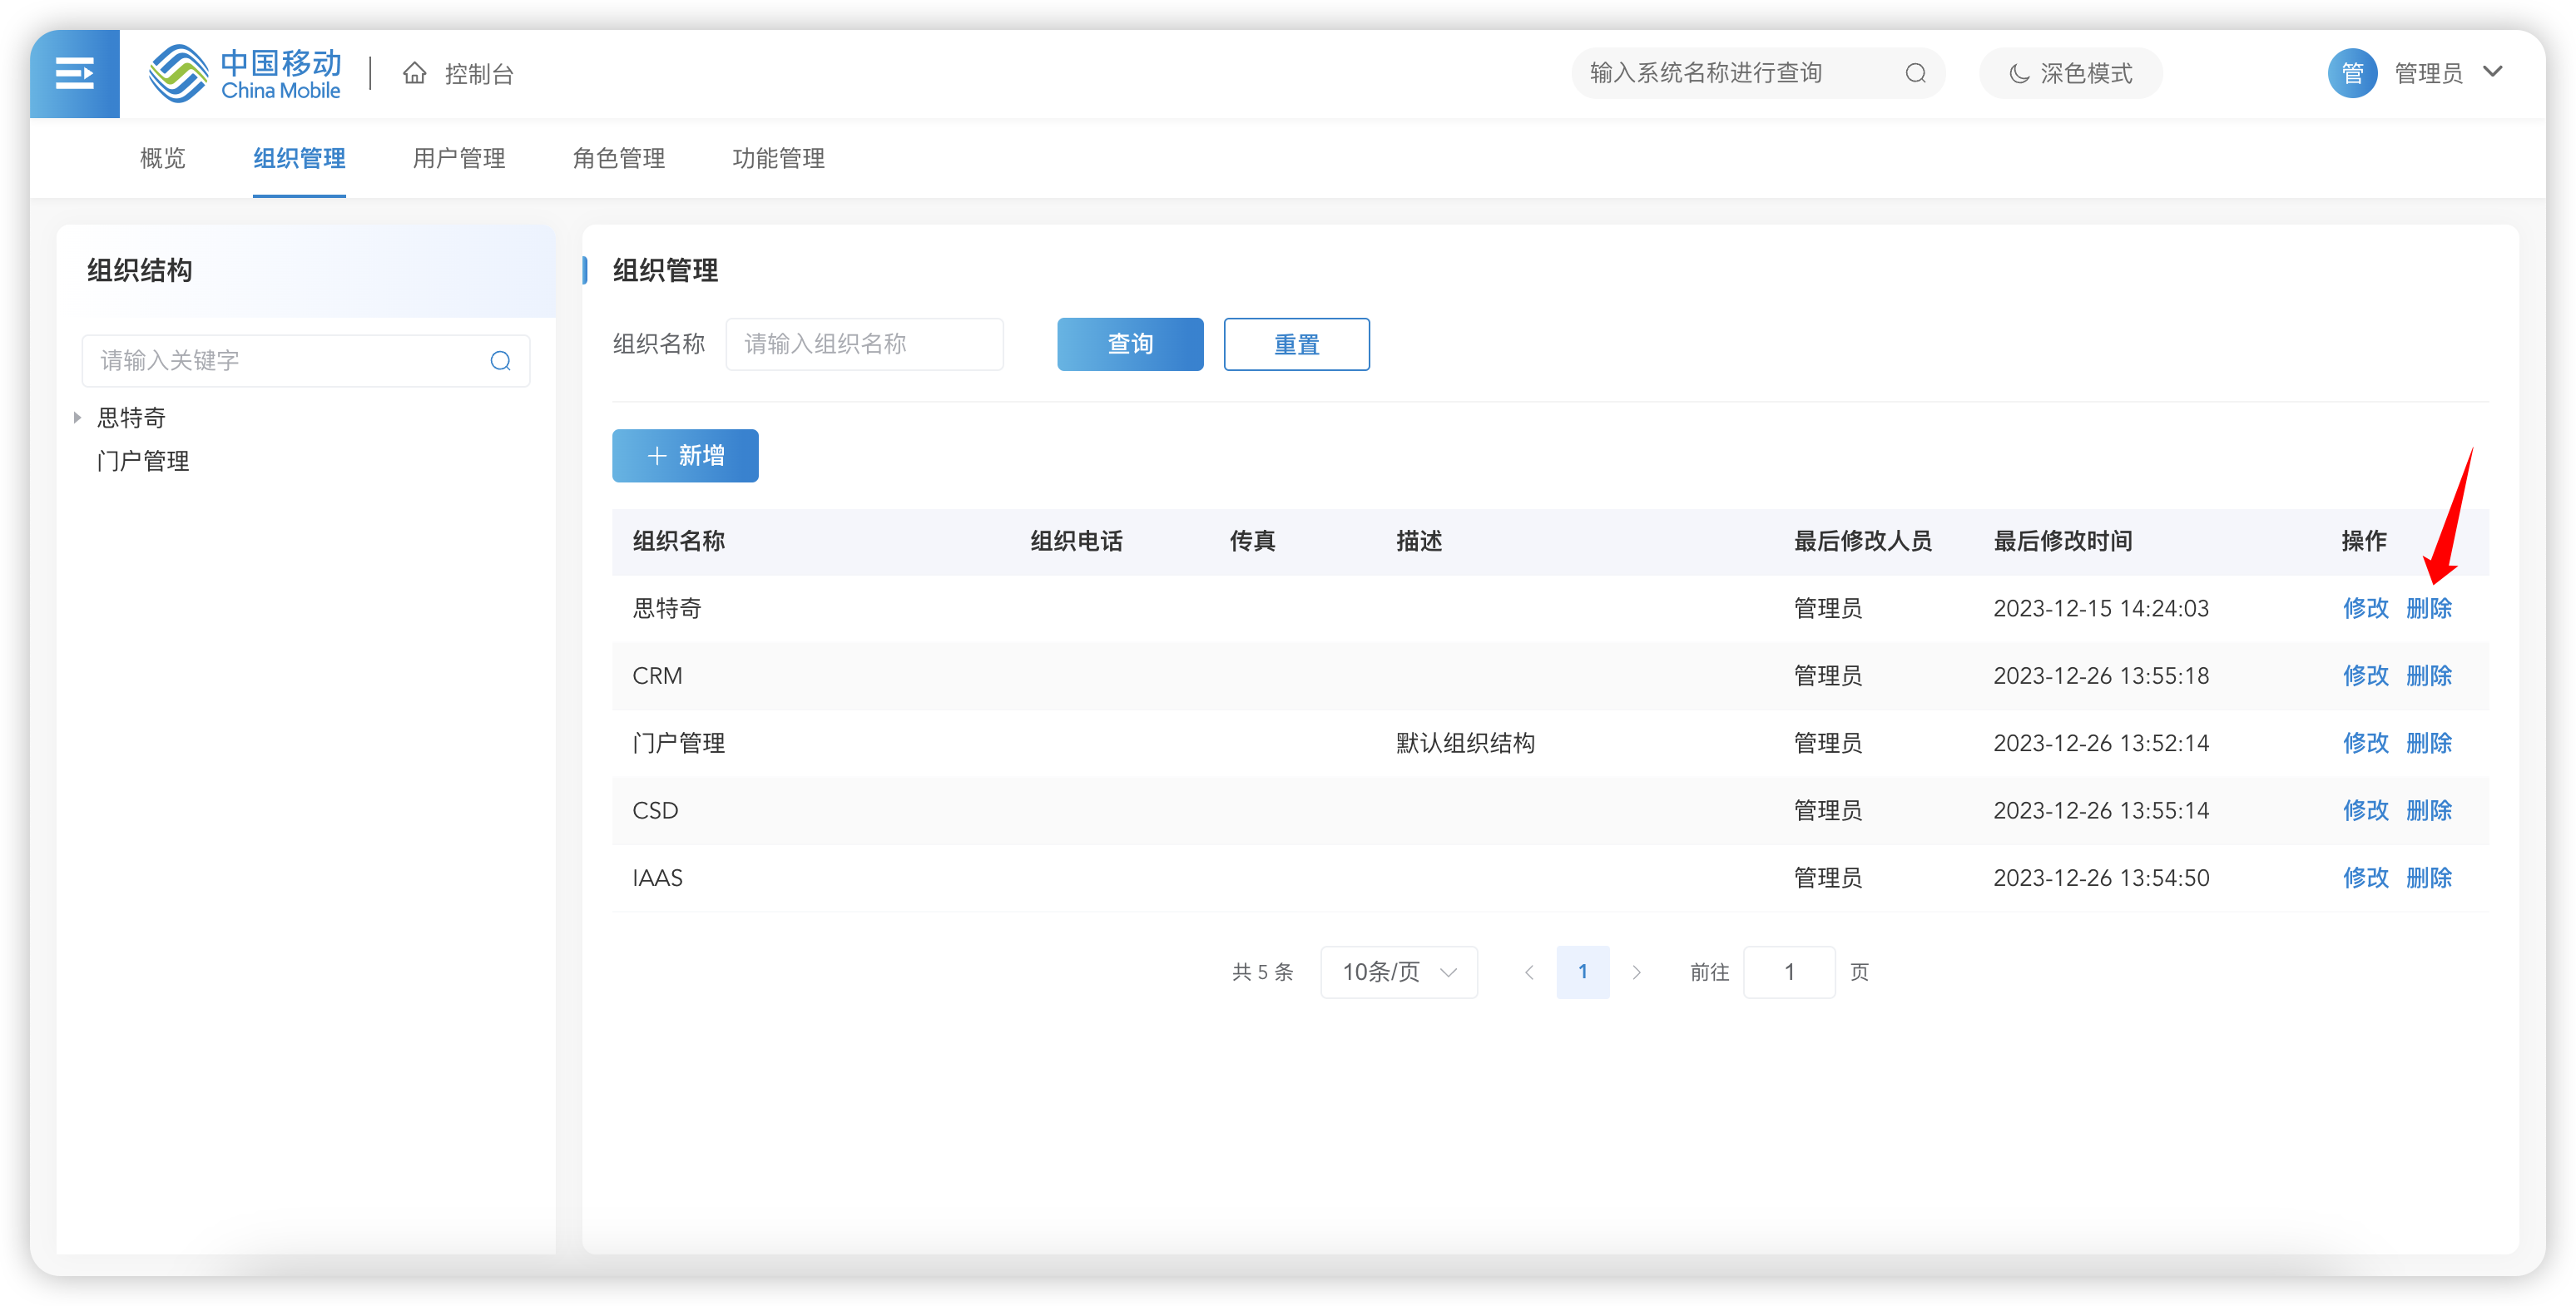 中国移动
China Mobile
控制台
输入系统名称进行查询
深色模式
管
管理员
概览 组织管理 用户管理 角色管理 功能管理
组织结构
请输入关键字
思特奇
门户管理
组织管理
组织名称 请输入组织名称 查询 重置
新增
组织名称 组织电话 传真 描述 最后修改人员 最后修改时间 操作
思特奇 管理员 2023-12-15 14:24:03 修改 删除
CRM 管理员 2023-12-26 13:55:18 修改 删除
门户管理 默认组织结构 管理员 2023-12-26 13:52:14 修改 删除
CSD 管理员 2023-12-26 13:55:14 修改 删除
IAAS 管理员 2023-12-26 13:54:50 修改 删除
共 5 条 10条/页 1 前往 1 页